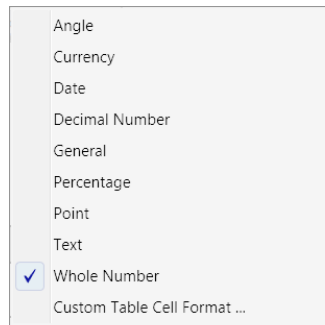 Angle
Currency
Date
Decimal Number
General
Percentage
Point
Text
Whole Number
Custom Table Cell Format ...